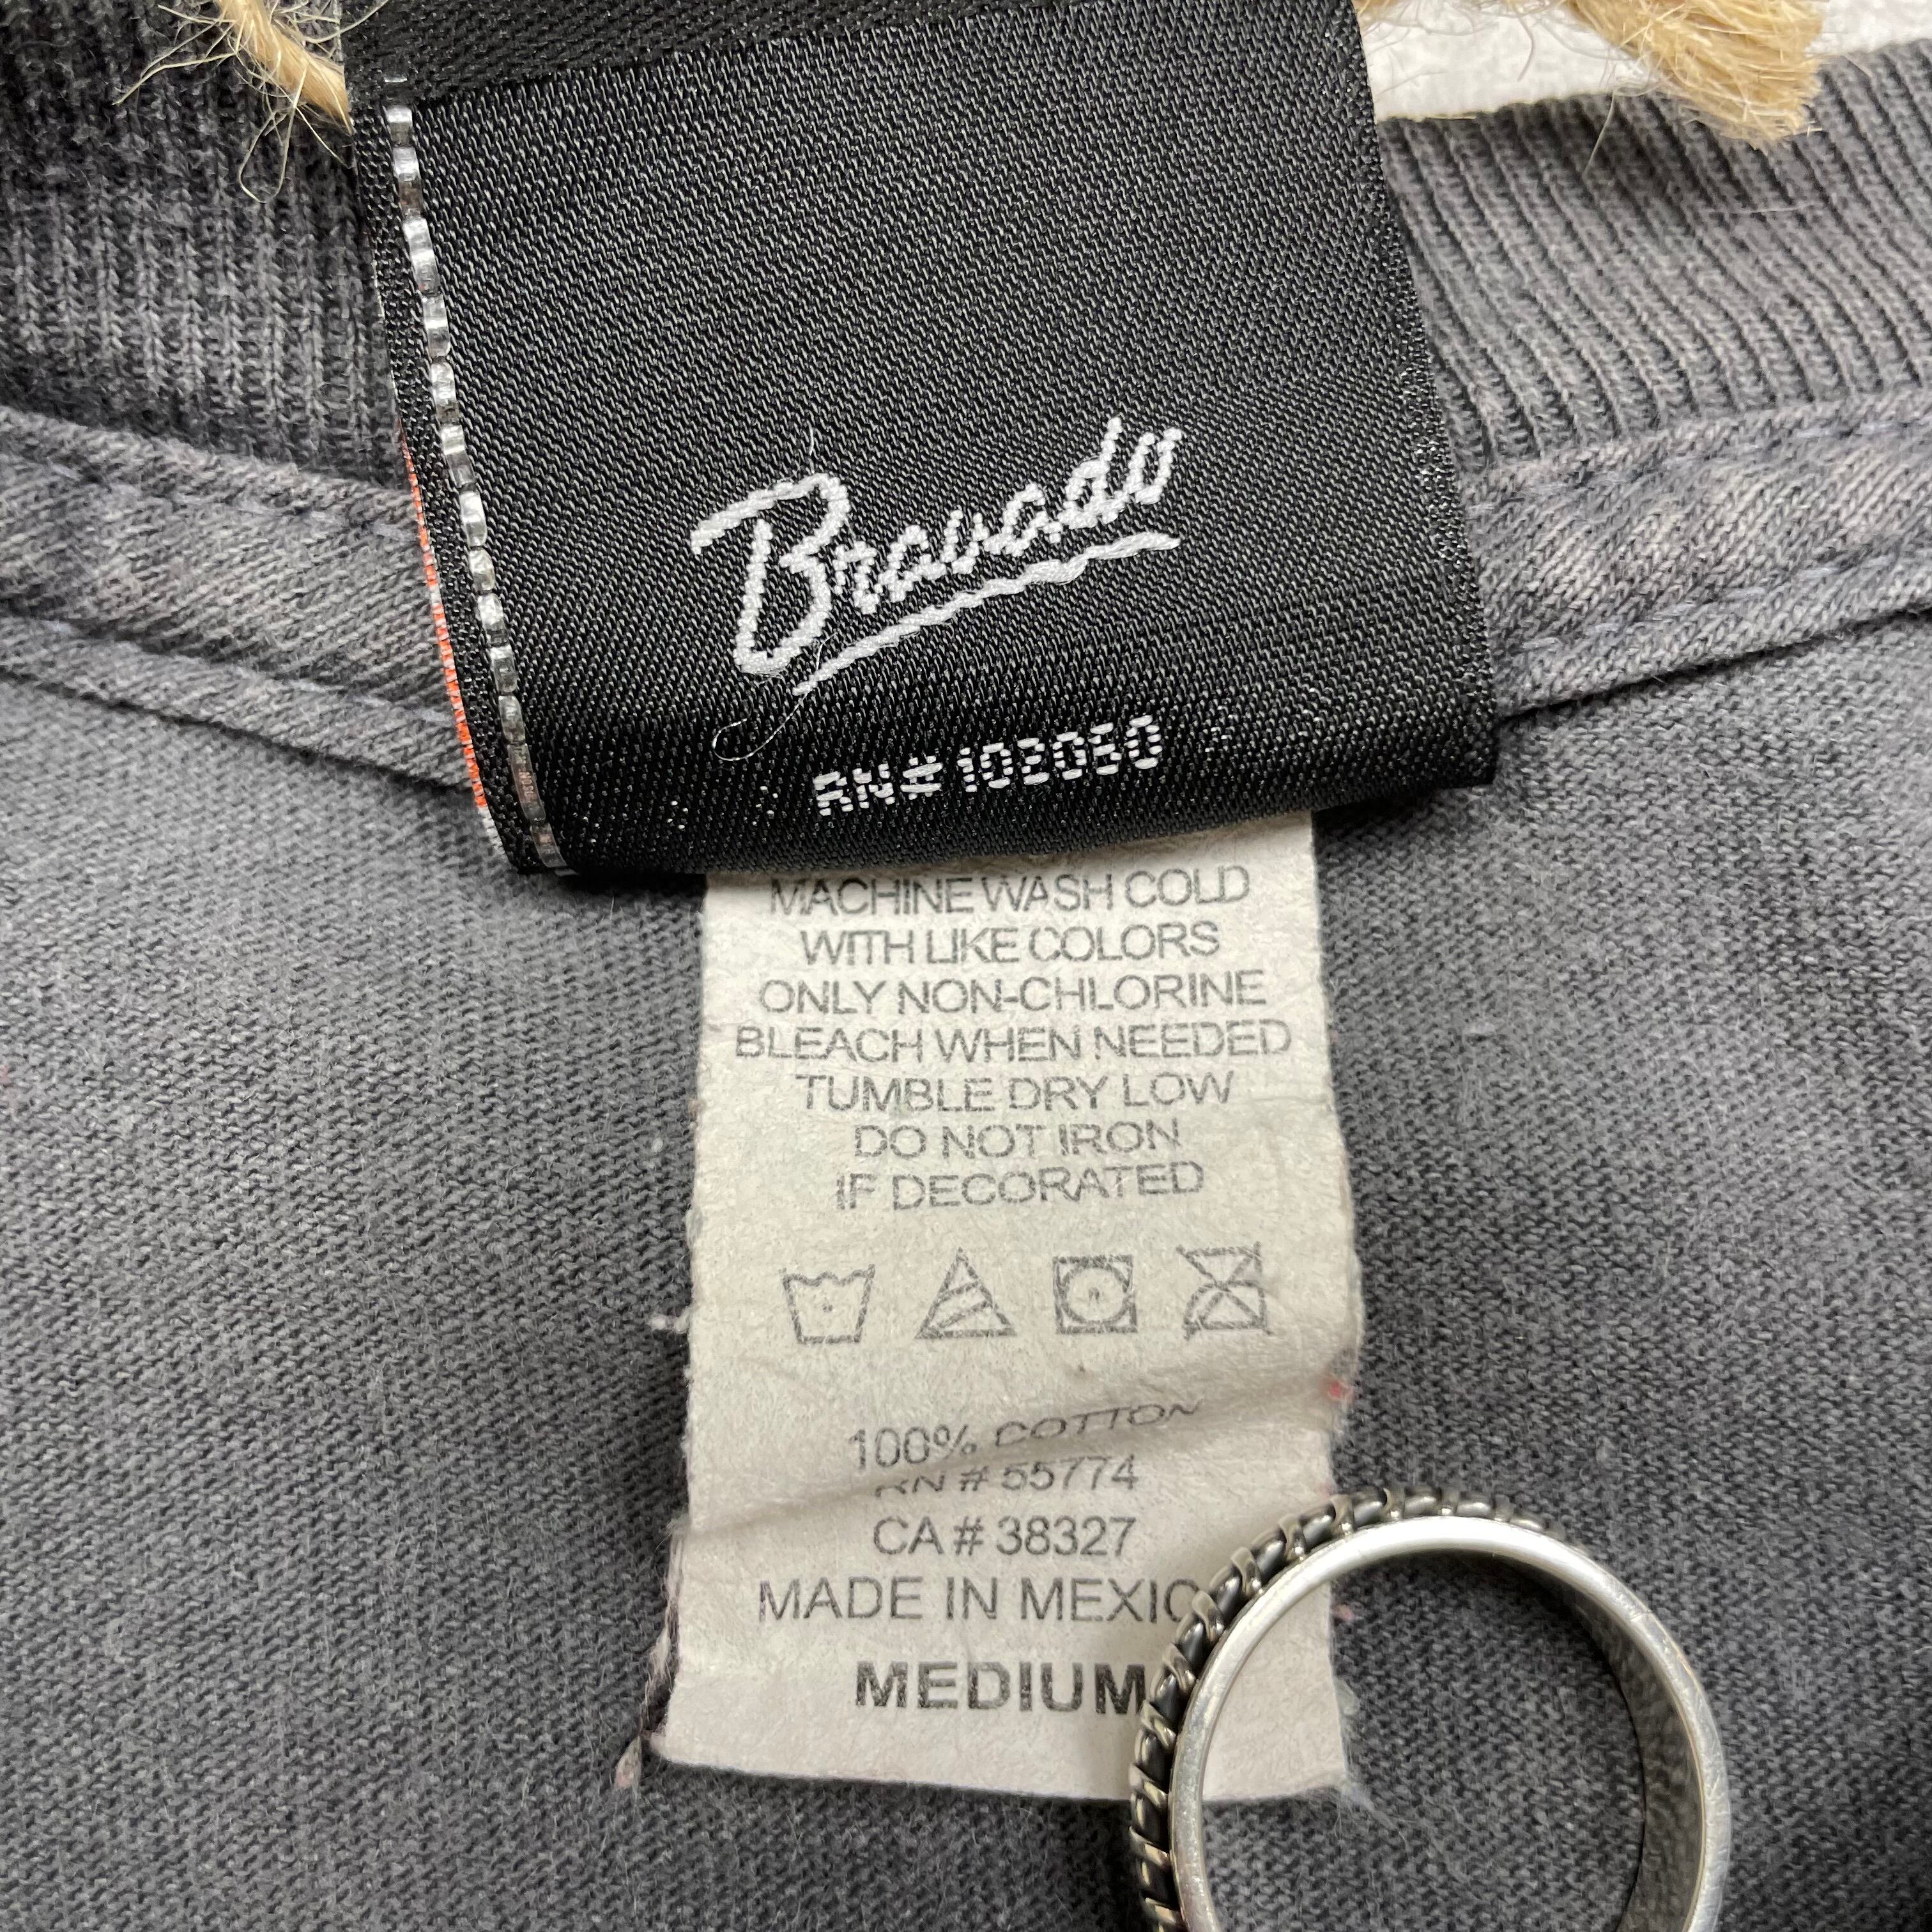 Bravado
RN# 102050
MACHINE WASH COLD
WITH LIKE COLORS
ONLY NON-CHLORINE
BLEACH WHEN NEEDED
TUMBLE DRY LOW
DO NOT IRON
IF DECORATED
100% COTTON
RN # 55774
CA # 38327
MADE IN MEXICO
MEDIUM